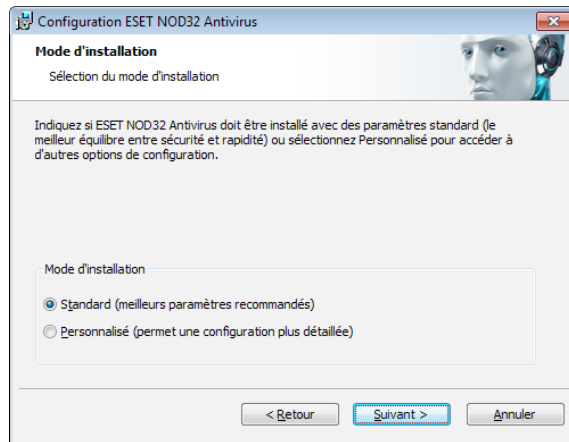 Configuration ESET NOD32 Antivirus
Mode d'installation
Sélection du mode d'installation
Indiquez si ESET NOD32 Antivirus doit être installé avec des paramètres standard (le
meilleur équilibre entre sécurité et rapidité) ou sélectionnez Personnalisé pour accéder à
d'autres options de configuration.
Mode d'installation
Standard (meilleurs paramètres recommandés)
Personnalisé (permet une configuration plus détaillée)
< Retour
Suivant >
Annuler